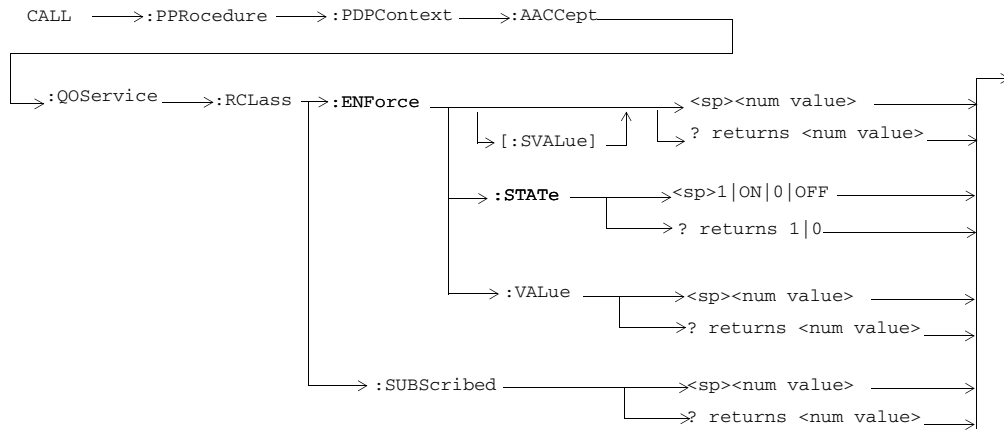 CALL :PPRocedure :PDPContext :AACCept
:QOService :RCLass :ENForce <sp><num value>
[:SVALue] ? returns <num value>
:STATe <sp>1|ON|0|OFF
? returns 1|0
:VALue <sp><num value>
? returns <num value>
:SUBScribed <sp><num value>
? returns <num value>